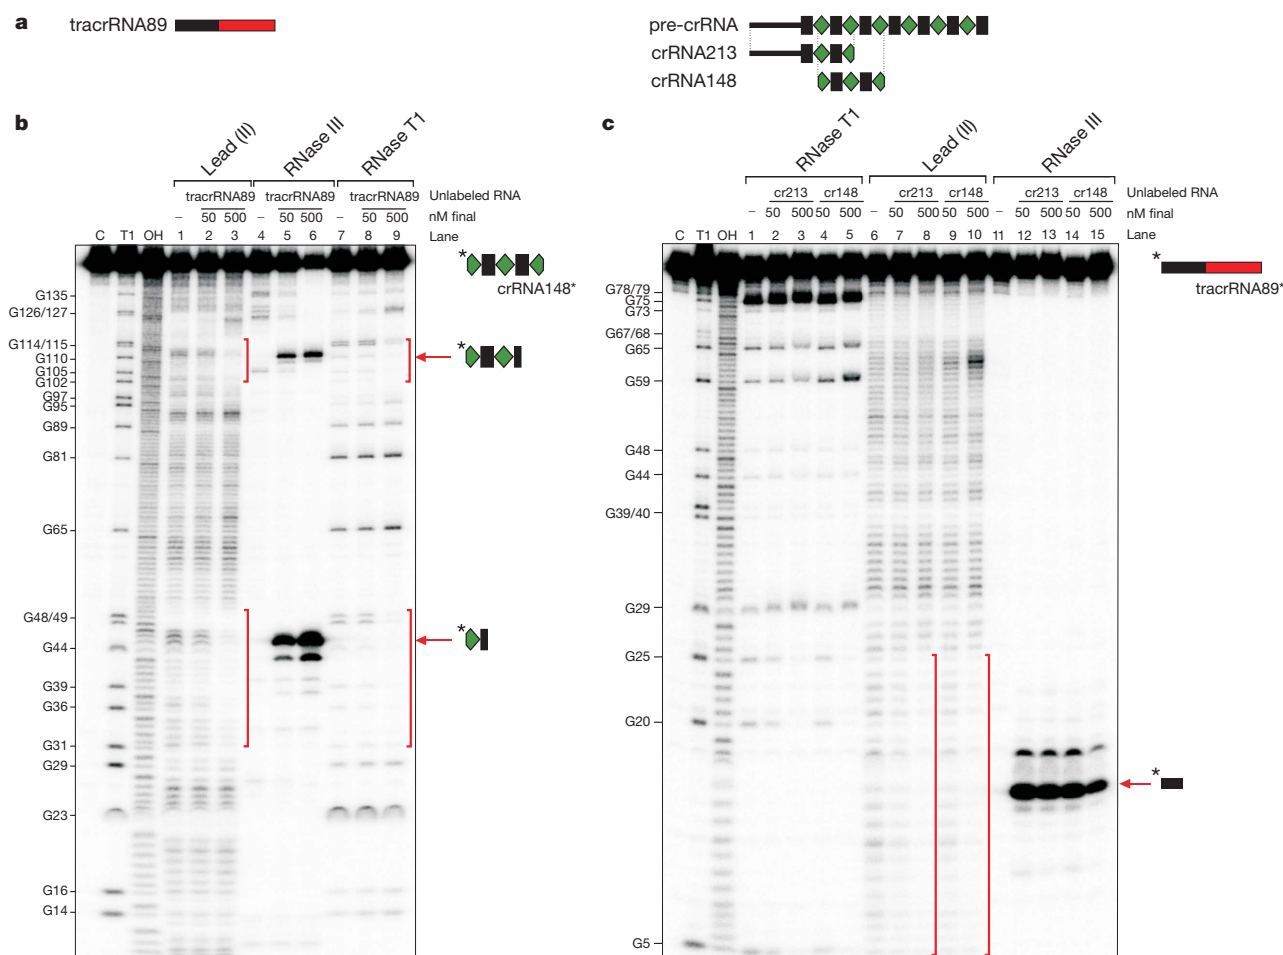 a
tracrRNA89
pre-crRNA
crRNA213
crRNA148
b
Lead (II)
RNase III
RNase T1
tracrRNA89 tracrRNA89 tracrRNA89 Unlabeled RNA
– 50 500 – 50 500 – 50 500 nM final
C T1 OH 1 2 3 4 5 6 7 8 9 Lane
*
crRNA148*
G135
G126/127
G114/115
G110
G105
G102
G97
G95
G89
G81
G65
G48/49
G44
G39
G36
G31
G29
G23
G16
G14
*
*
c
RNase T1
Lead (II)
RNase III
cr213 cr148 cr213 cr148 cr213 cr148 Unlabeled RNA
– 50 500 50 500 – 50 500 50 500 – 50 500 50 500 nM final
C T1 OH 1 2 3 4 5 6 7 8 9 10 11 12 13 14 15 Lane
*
tracrRNA89*
G78/79
G75
G73
G67/68
G65
G59
G48
G44
G39/40
G29
G25
G20
G5
*